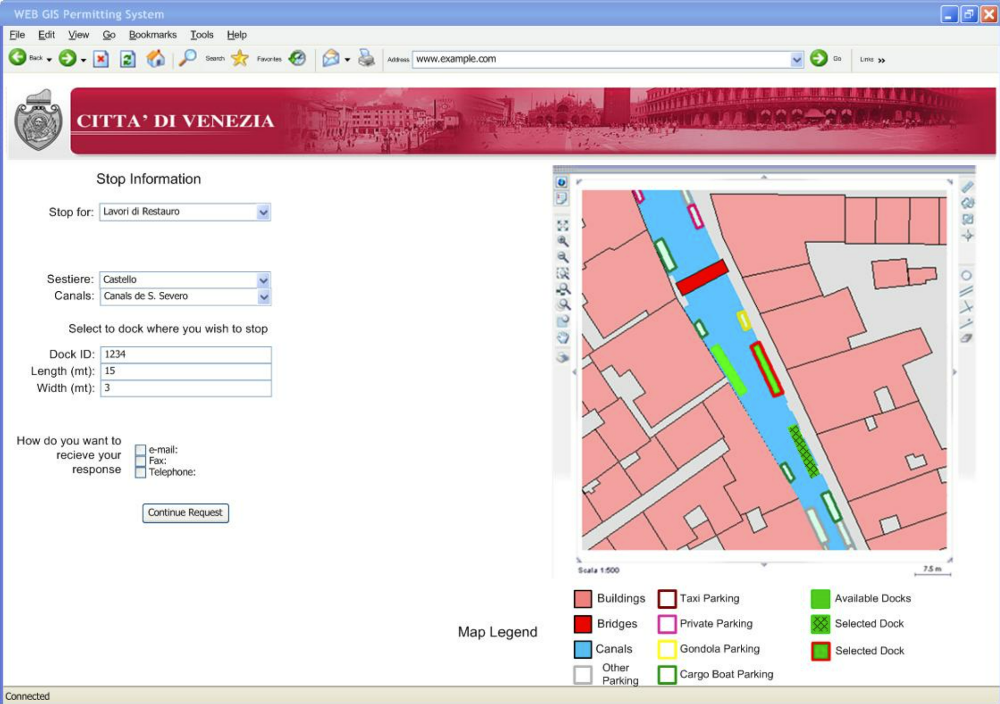 WEB GIS Permitting System
File Edit View Go Bookmarks Tools Help
Back Search Favorites Address www.example.com Go Links
CITTA' DI VENEZIA
Stop Information
Stop for: Lavori di Restauro
Sestiere: Castello
Canals: Canals de S. Severo
Select to dock where you wish to stop
Dock ID: 1234
Length (mt): 15
Width (mt): 3
How do you want to
recieve your
response
e-mail:
Fax:
Telephone:
Continue Request
Scala 1:500
7.5 m
Map Legend
Buildings
Bridges
Canals
Other
Parking
Taxi Parking
Private Parking
Gondola Parking
Cargo Boat Parking
Available Docks
Selected Dock
Selected Dock
Connected